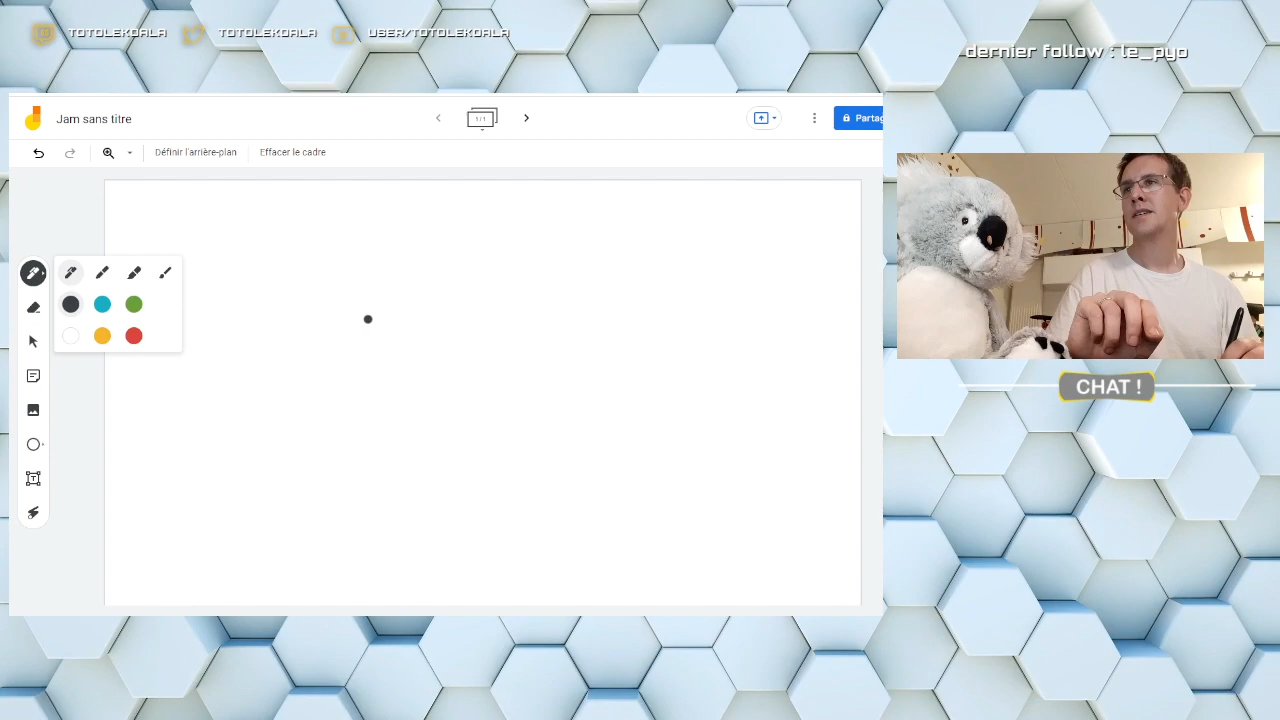 TOTOLEKOALA TOTOLEKOALA USER/TOTOLEKOALA
dernier follow : le_pyo
Jam sans titre
1/1
Partag
Définir l'arrière-plan Effacer le cadre
CHAT !